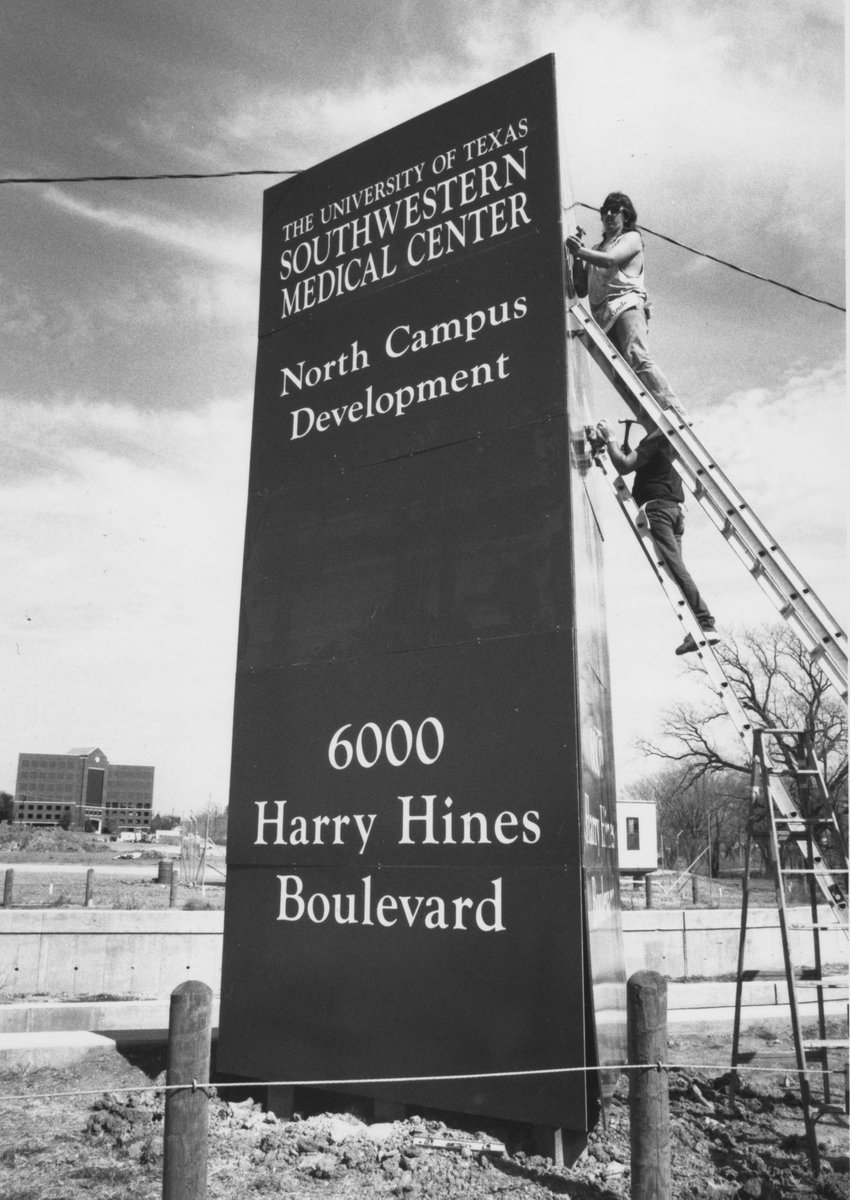 THE UNIVERSITY OF TEXAS
SOUTHWESTERN
MEDICAL CENTER
North Campus
Development
6000
Harry Hines
Boulevard